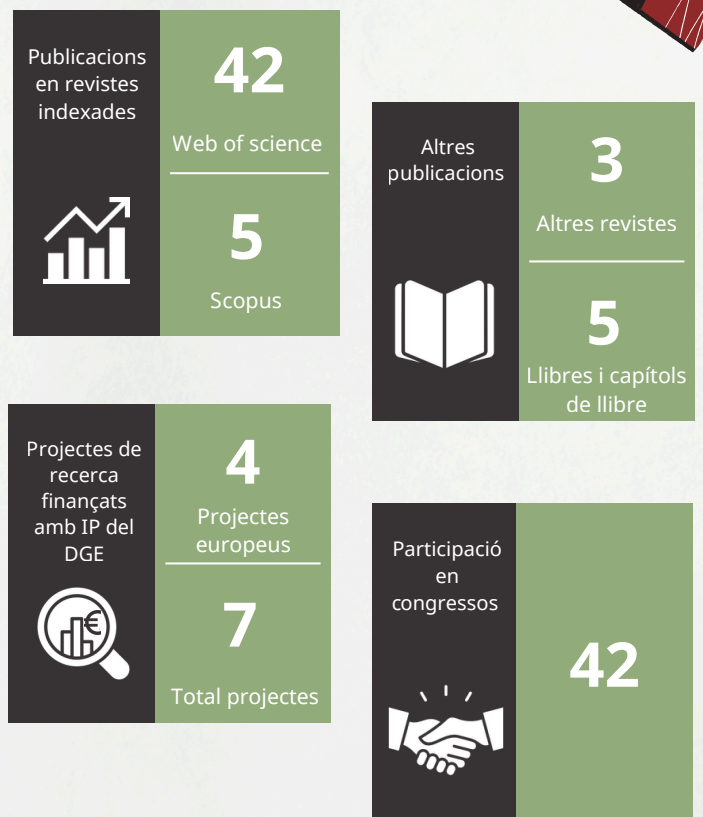 Publicacions
en revistes
indexades
42
Web of science
5
Scopus
Altres
publicacions
3
Altres revistes
5
Llibres i capítols
de llibre
Projectes de
recerca
finançats
amb IP del
DGE
4
Projectes
europeus
7
Total projectes
€
Participació
en
congressos
42